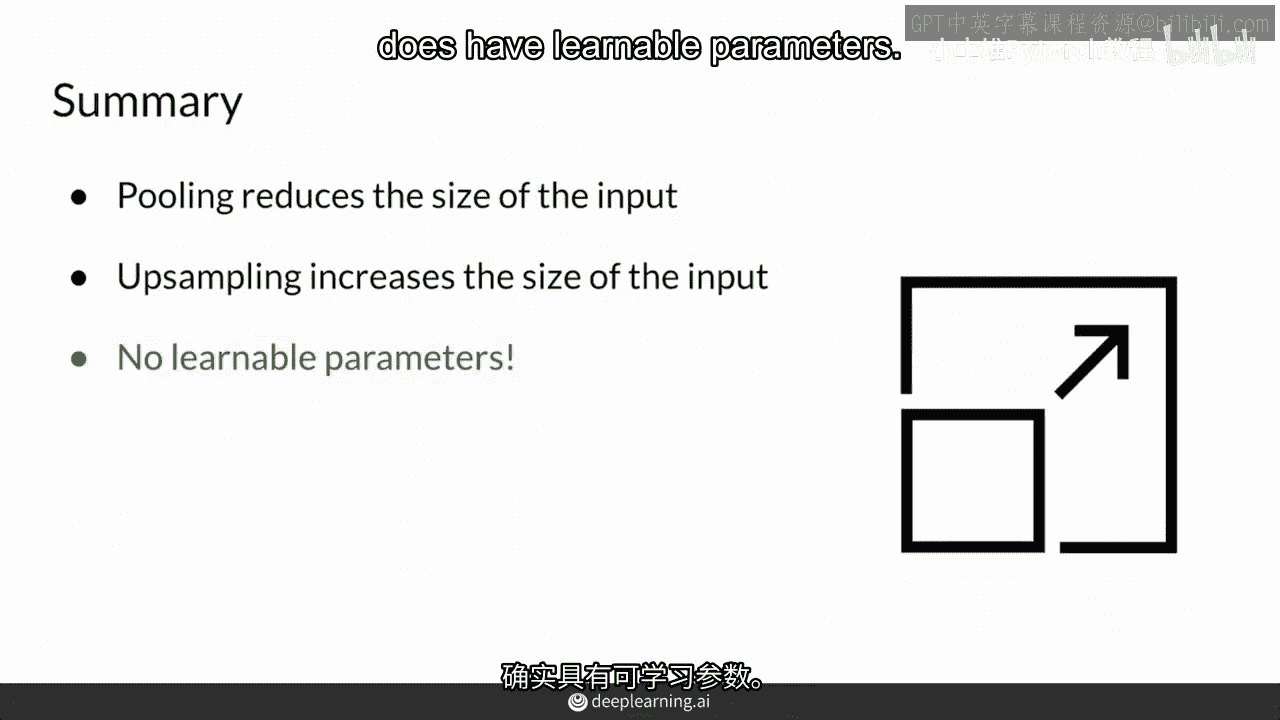 GPT中英字幕课程资源@bilibili.com
does have learnable parameters.
bilibili
Summary
● Pooling reduces the size of the input
● Upsampling increases the size of the input
● No learnable parameters!
确实具有可学习参数。
deeplearning.ai